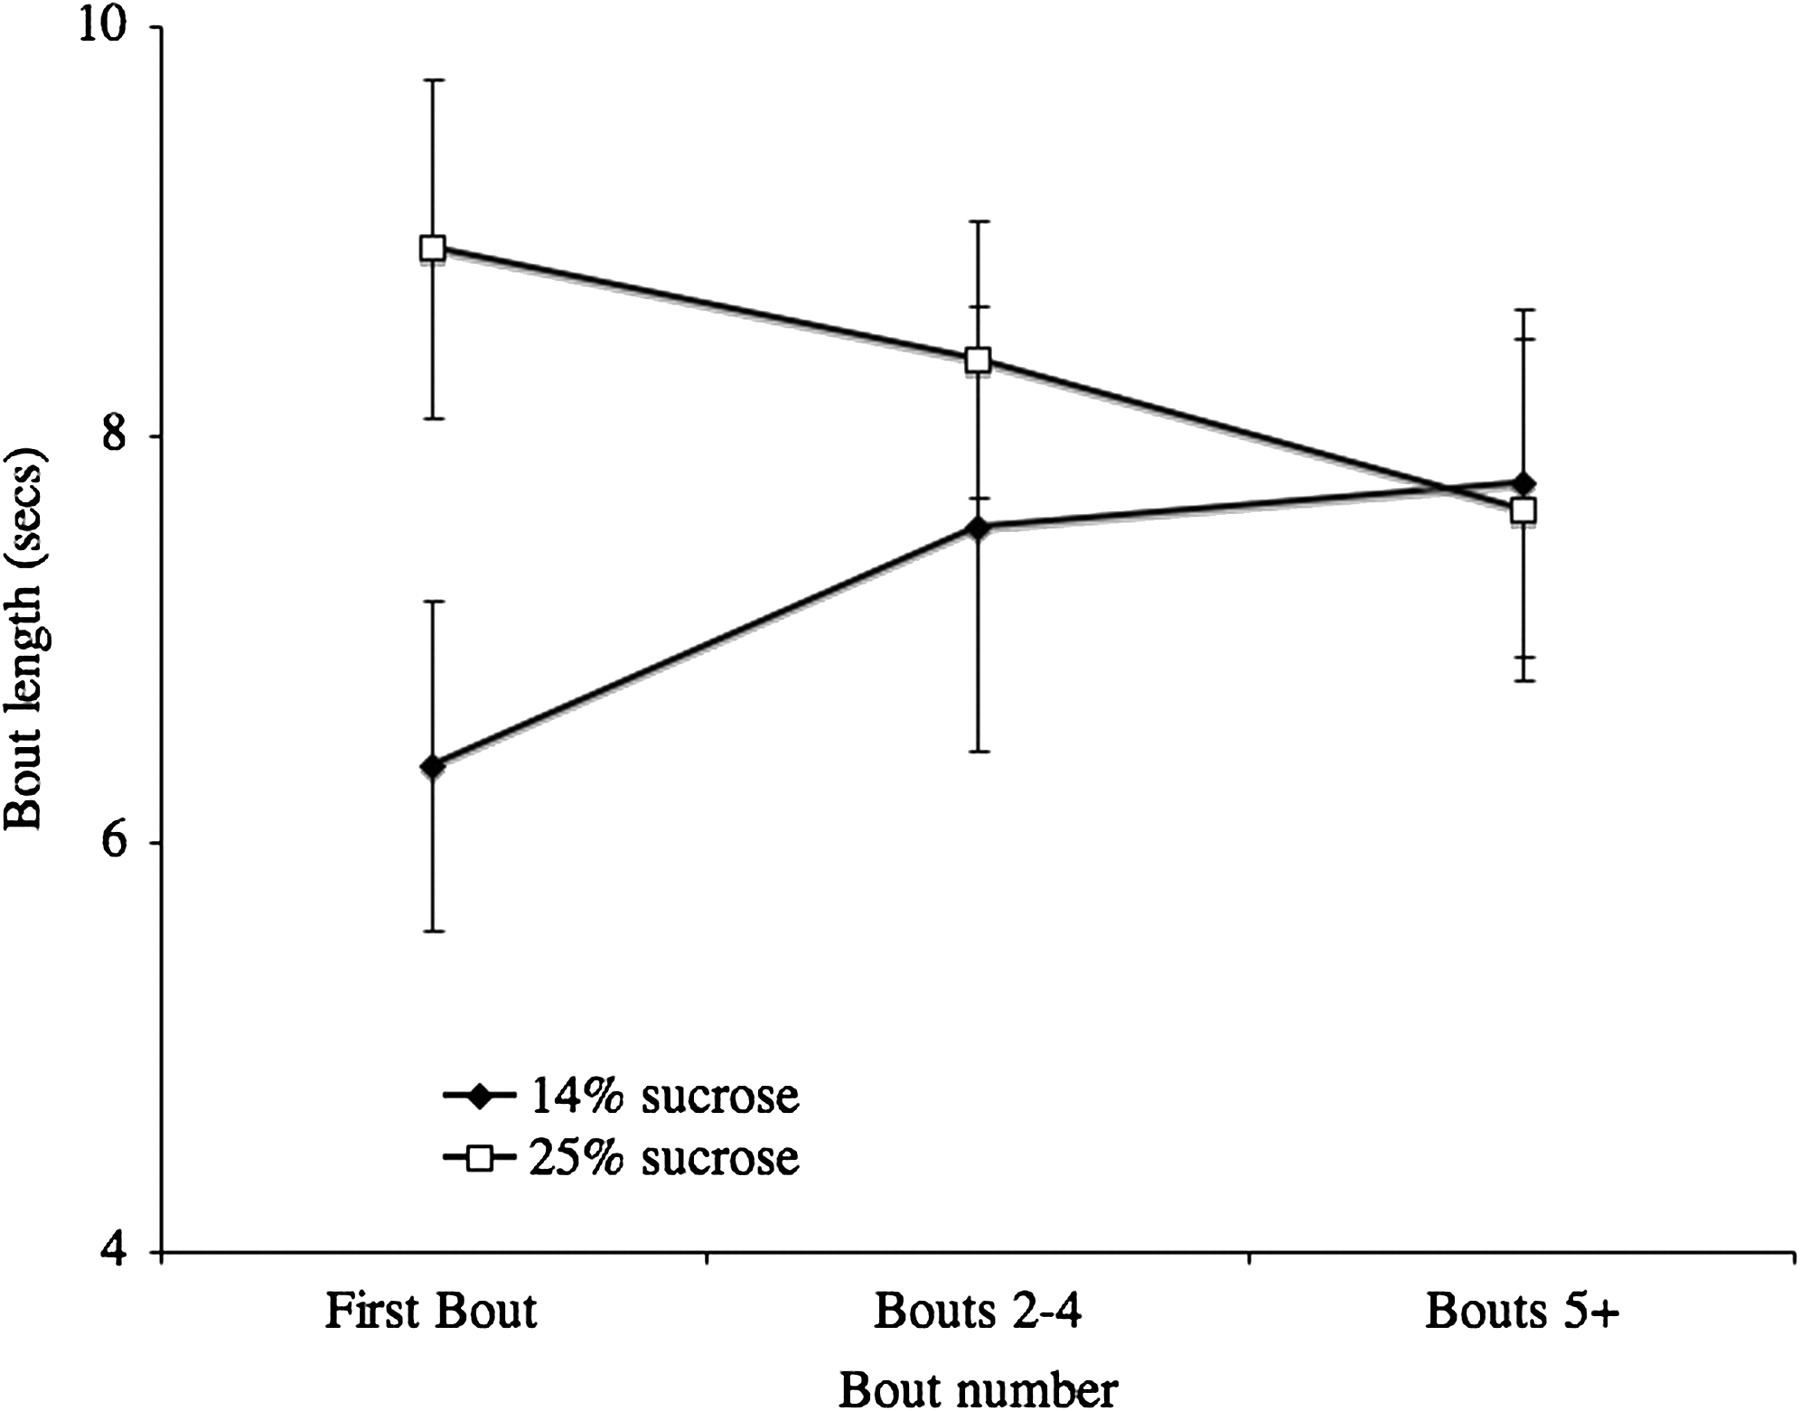 10
8
6
4
Bout length (secs)
14% sucrose
25% sucrose
First Bout
Bouts 2-4
Bouts 5+
Bout number